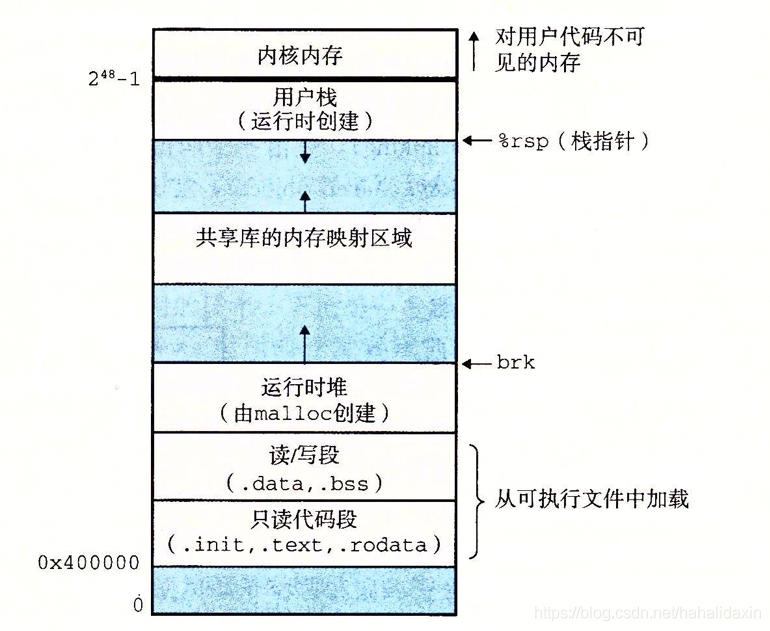 内核内存
对用户代码不可
见的内存
2⁴⁸-1
用户栈
(运行时创建)
%rsp(栈指针)
共享库的内存映射区域
brk
运行时堆
(由malloc创建)
读/写段
(.data,.bss)
从可执行文件中加载
只读代码段
(.init,.text,.rodata)
0x400000
0
https://blog.csdn.net/hahalidaxin